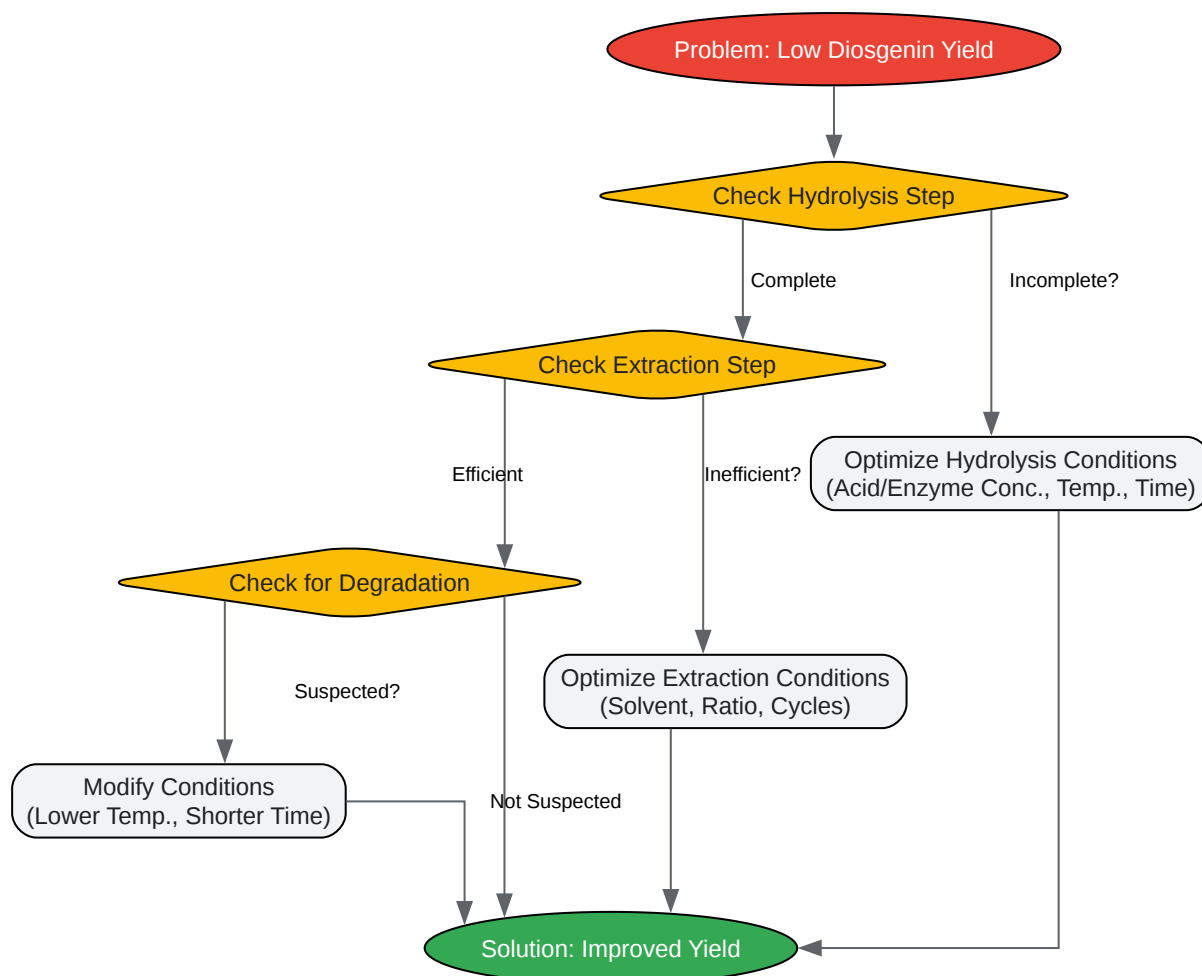 Problem: Low Diosgenin Yield
Check Hydrolysis Step
Complete
Incomplete?
Check Extraction Step
Optimize Hydrolysis Conditions
(Acid/Enzyme Conc., Temp., Time)
Efficient
Inefficient?
Check for Degradation
Optimize Extraction Conditions
(Solvent, Ratio, Cycles)
Suspected?
Modify Conditions
(Lower Temp., Shorter Time)
Not Suspected
Solution: Improved Yield